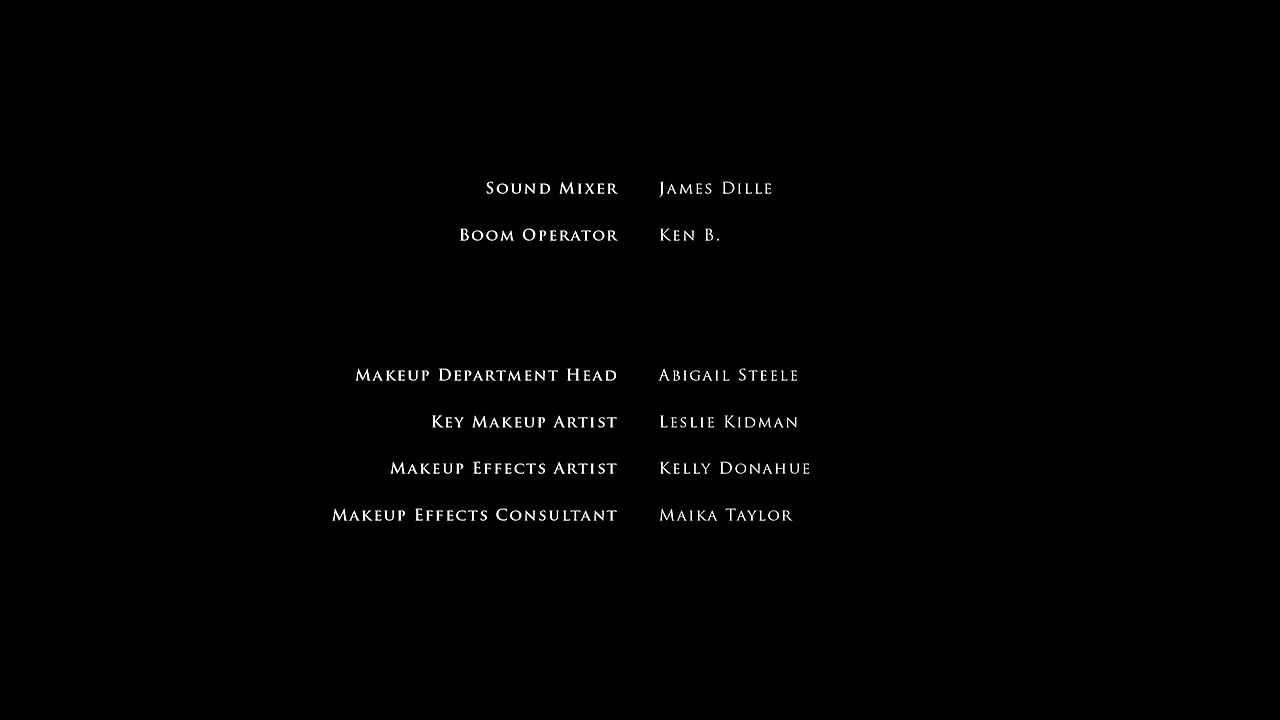 Sound Mixer James Dille
Boom Operator Ken B.
Makeup Department Head Abigail Steele
Key Makeup Artist Leslie Kidman
Makeup Effects Artist Kelly Donahue
Makeup Effects Consultant Maika Taylor